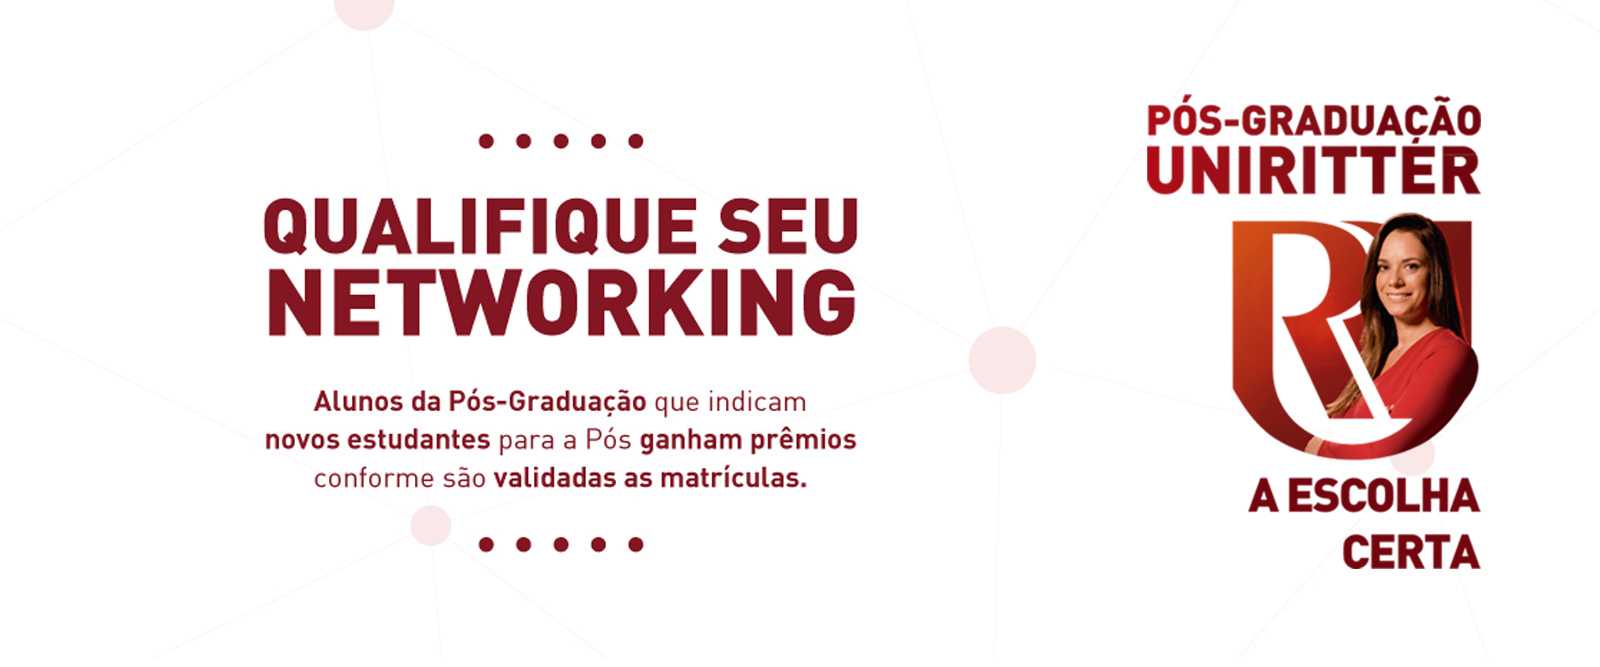 QUALIFIQUE SEU
NETWORKING
Alunos da Pós-Graduação que indicam
novos estudantes para a Pós ganham prêmios
conforme são validadas as matrículas.
PÓS-GRADUAÇÃO
UNIRITTER
A ESCOLHA
CERTA